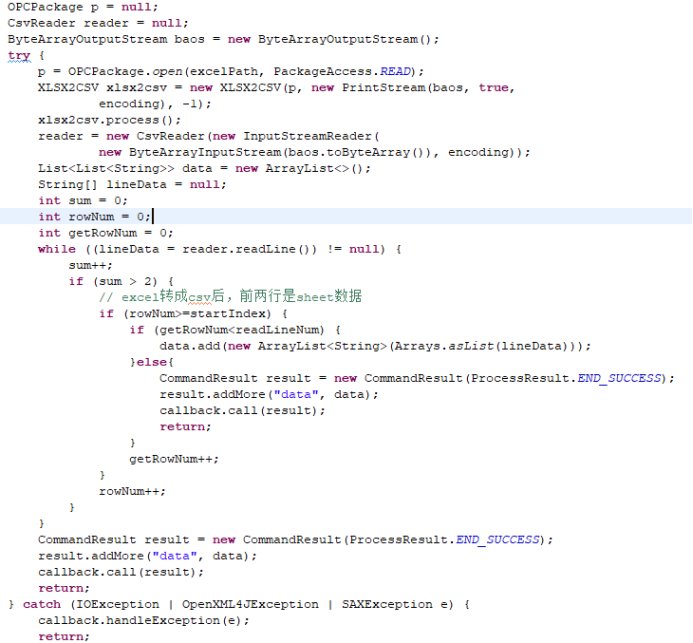 OPCPackage p = null;
CsvReader reader = null;
ByteArrayOutputStream baos = new ByteArrayOutputStream();
try {
    p = OPCPackage.open(excelPath, PackageAccess.READ);
    XLSX2CSV xlsx2csv = new XLSX2CSV(p, new PrintStream(baos, true,
            encoding), -1);
    xlsx2csv.process();
    reader = new CsvReader(new InputStreamReader(
            new ByteArrayInputStream(baos.toByteArray()), encoding));
    List<List<String>> data = new ArrayList<>();
    String[] lineData = null;
    int sum = 0;
    int rowNum = 0;
    int getRowNum = 0;
    while ((lineData = reader.readLine()) != null) {
        sum++;
        if (sum > 2) {
            // excel转成csv后，前两行是sheet数据
            if (rowNum>=startIndex) {
                if (getRowNum<readLineNum) {
                    data.add(new ArrayList<String>(Arrays.asList(lineData)));
                }else{
                    CommandResult result = new CommandResult(ProcessResult.END_SUCCESS);
                    result.addMore("data", data);
                    callback.call(result);
                    return;
                }
                getRowNum++;
            }
            rowNum++;
        }
    }
    CommandResult result = new CommandResult(ProcessResult.END_SUCCESS);
    result.addMore("data", data);
    callback.call(result);
    return;
} catch (IOException | OpenXML4JException | SAXException e) {
    callback.handleException(e);
    return;